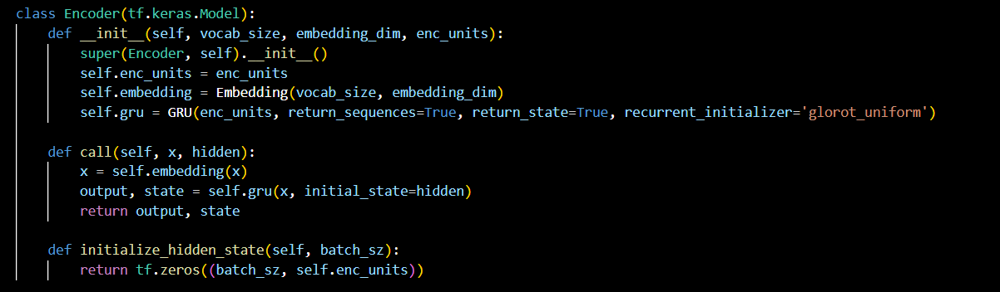 class Encoder(tf.keras.Model):
    def __init__(self, vocab_size, embedding_dim, enc_units):
        super(Encoder, self).__init__()
        self.enc_units = enc_units
        self.embedding = Embedding(vocab_size, embedding_dim)
        self.gru = GRU(enc_units, return_sequences=True, return_state=True, recurrent_initializer='glorot_uniform')

    def call(self, x, hidden):
        x = self.embedding(x)
        output, state = self.gru(x, initial_state=hidden)
        return output, state

    def initialize_hidden_state(self, batch_sz):
        return tf.zeros((batch_sz, self.enc_units))